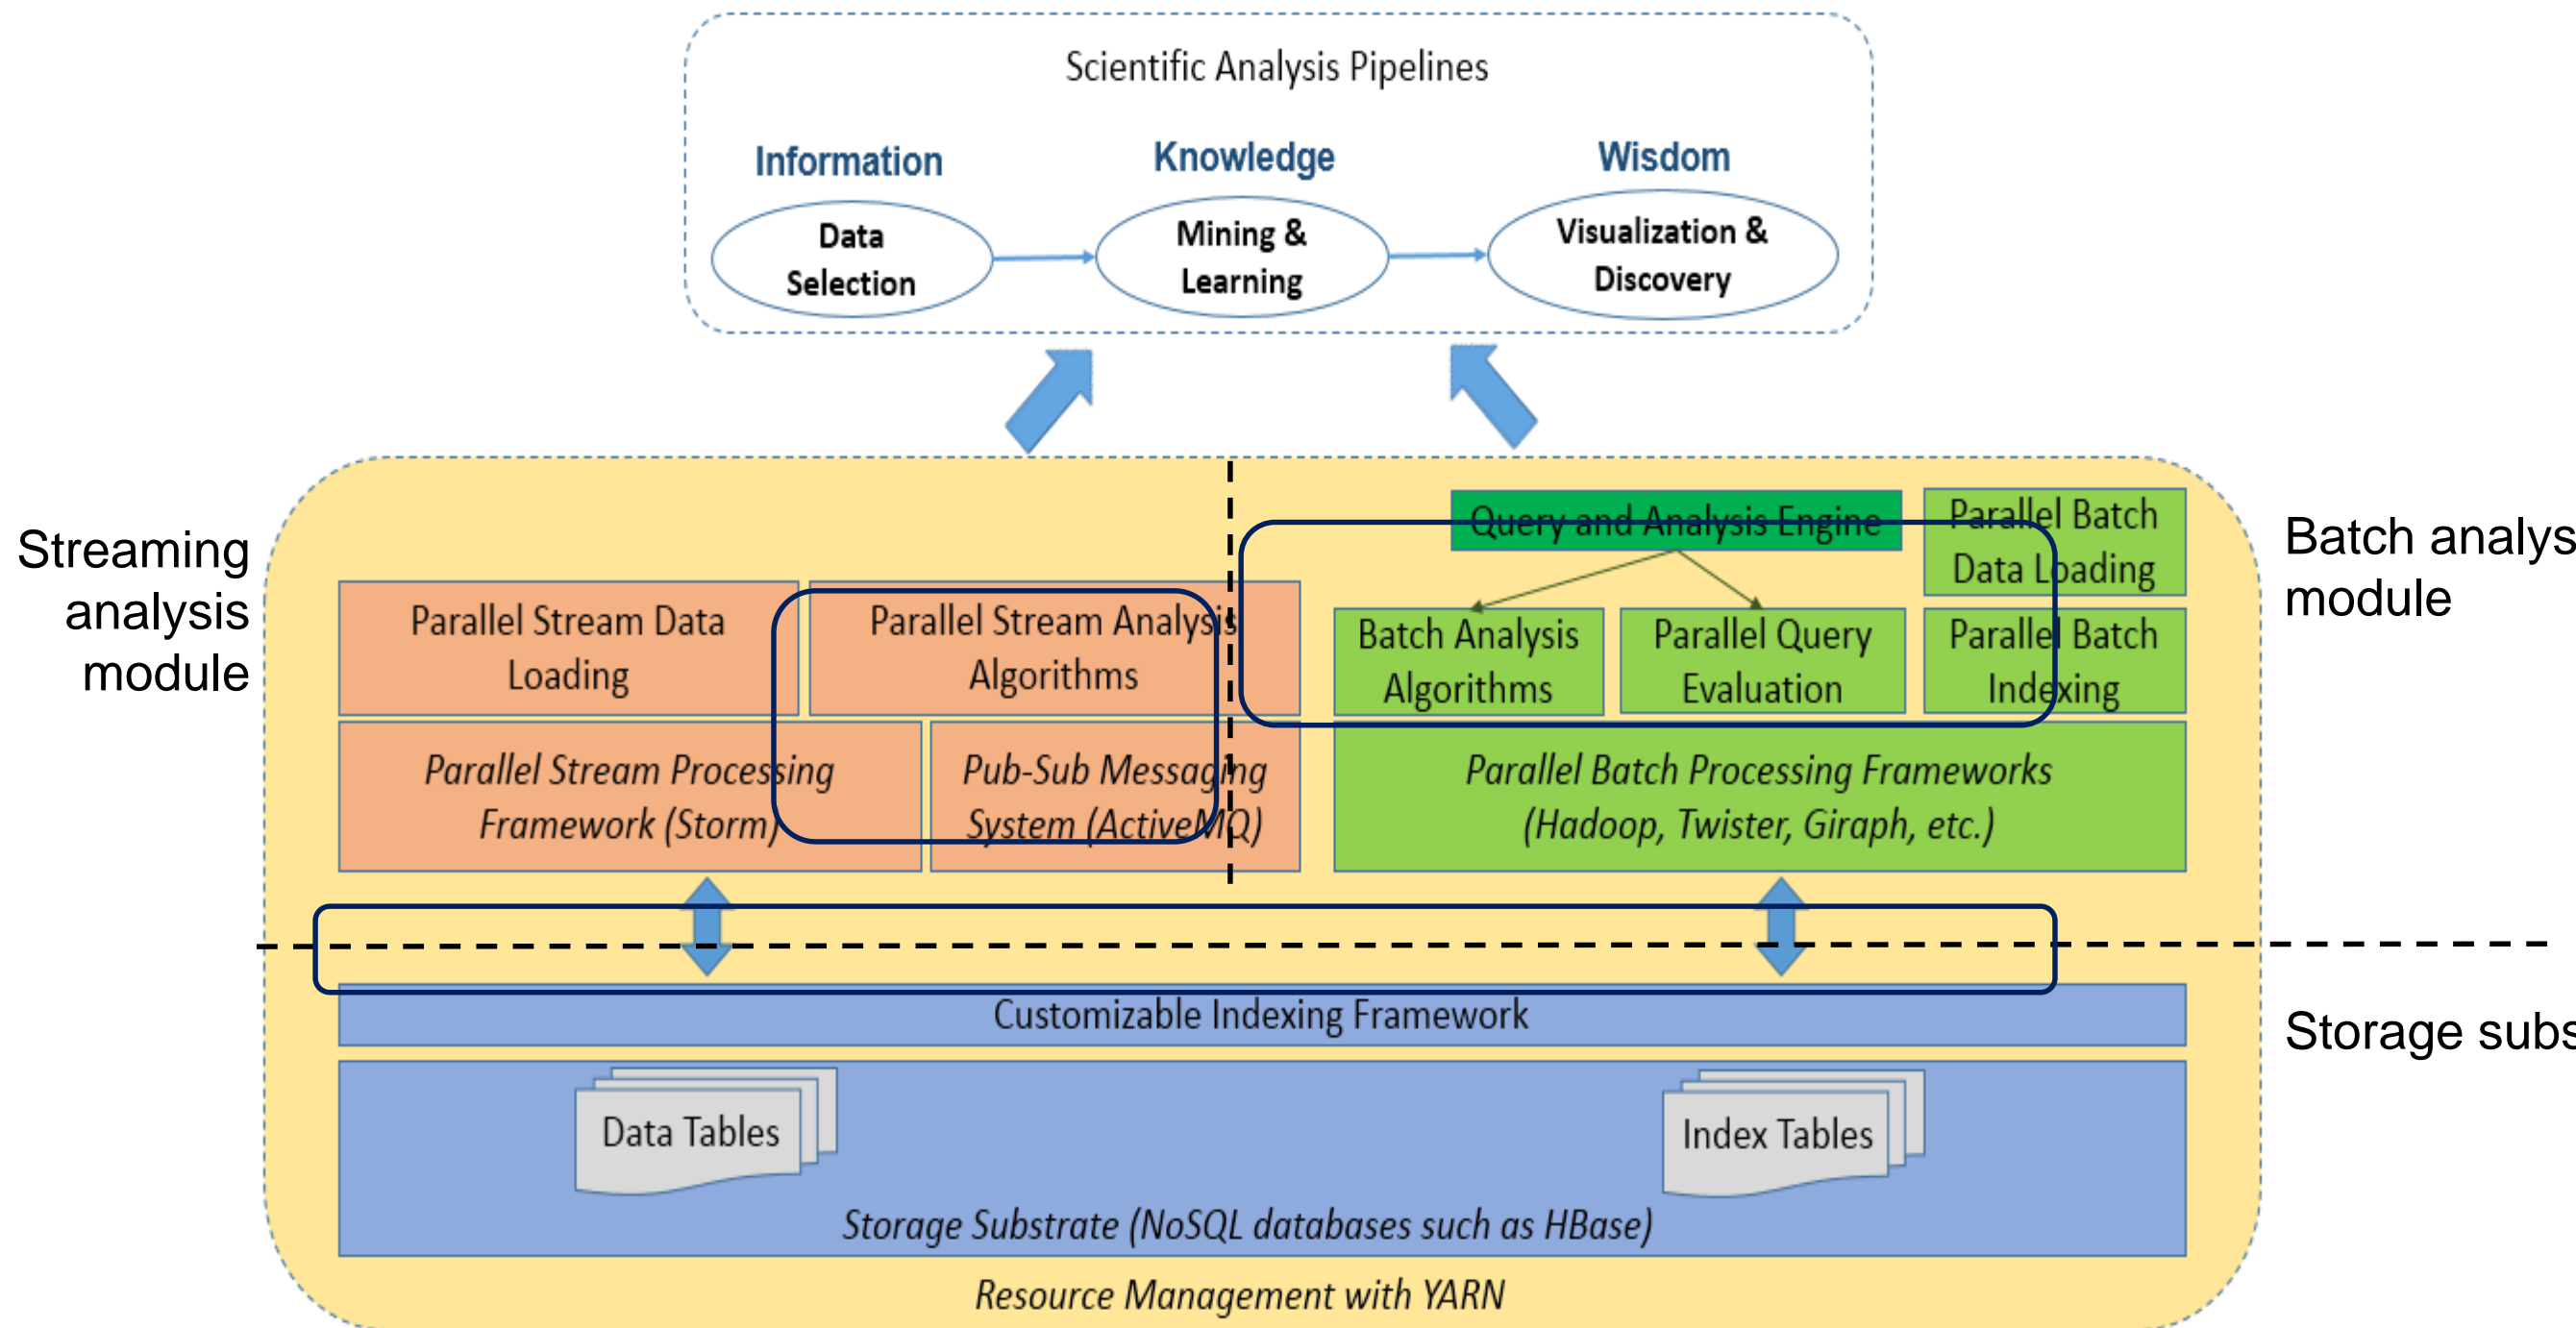 Scientific Analysis Pipelines
Information
Knowledge
Wisdom
Data
Selection
Mining &
Learning
Visualization &
Discovery
Streaming
analysis
module
Query and Analysis Engine
Parallel Batch
Data Loading
Batch analys
module
Parallel Stream Data
Loading
Parallel Stream Analysis
Algorithms
Batch Analysis
Algorithms
Parallel Query
Evaluation
Parallel Batch
Indexing
Parallel Stream Processing
Framework (Storm)
Pub-Sub Messaging
System (ActiveMQ)
Parallel Batch Processing Frameworks
(Hadoop, Twister, Giraph, etc.)
Customizable Indexing Framework
Storage subs
Data Tables
Index Tables
Storage Substrate (NoSQL databases such as HBase)
Resource Management with YARN